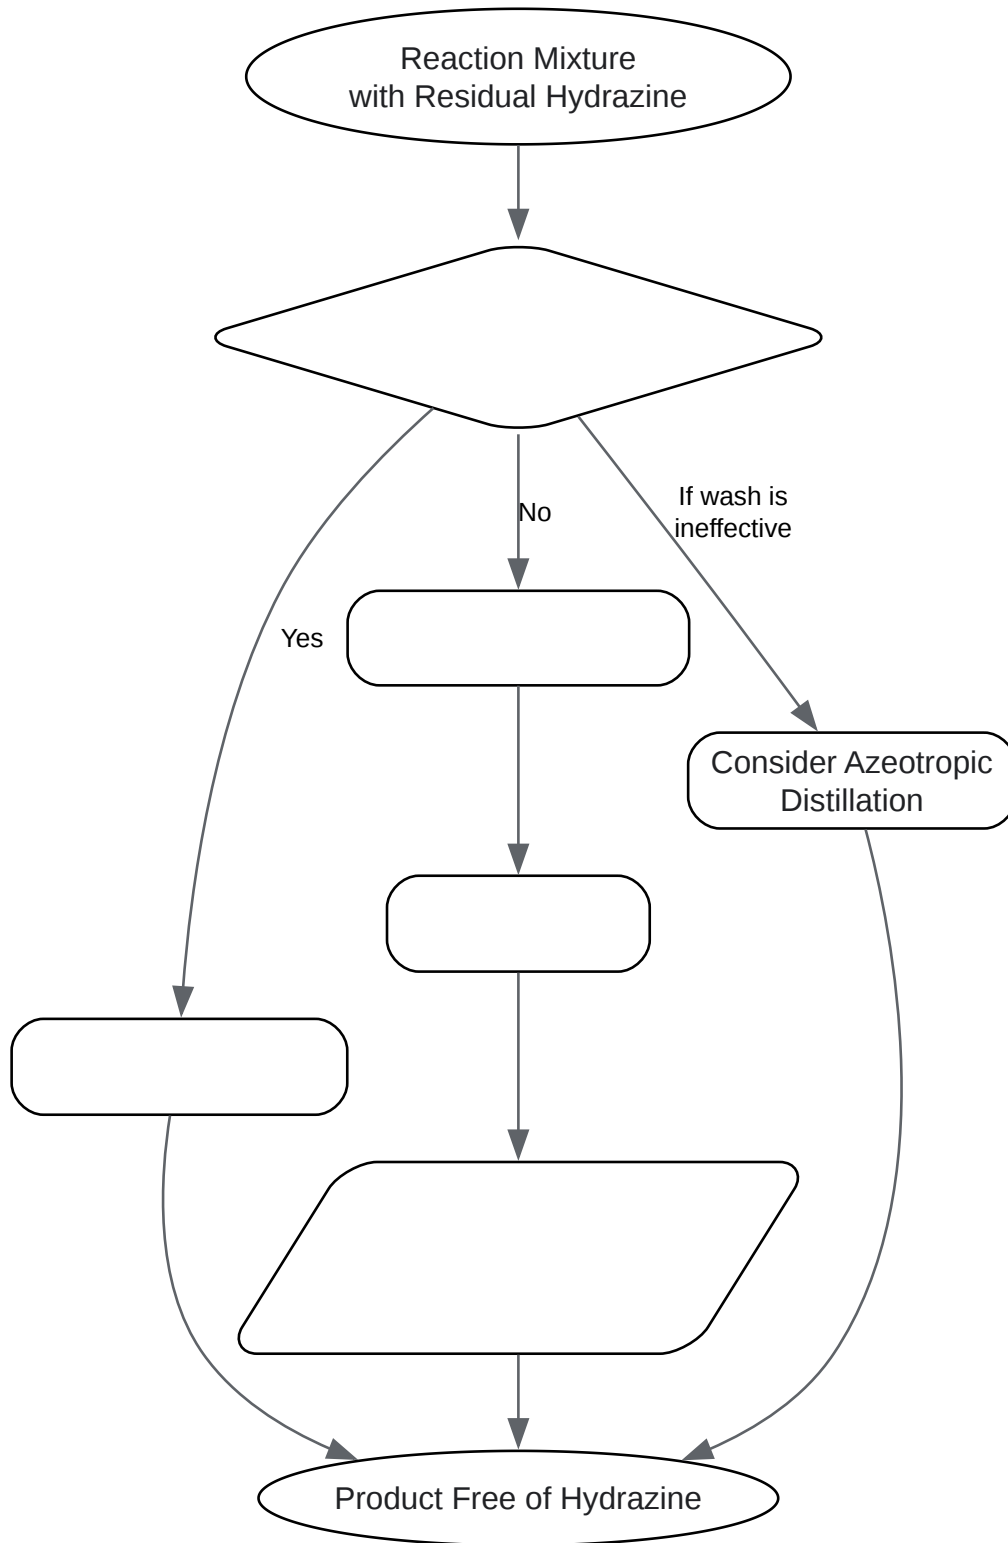 Reaction Mixture
with Residual Hydrazine
If wash is
ineffective
No
Yes
Consider Azeotropic
Distillation
Product Free of Hydrazine